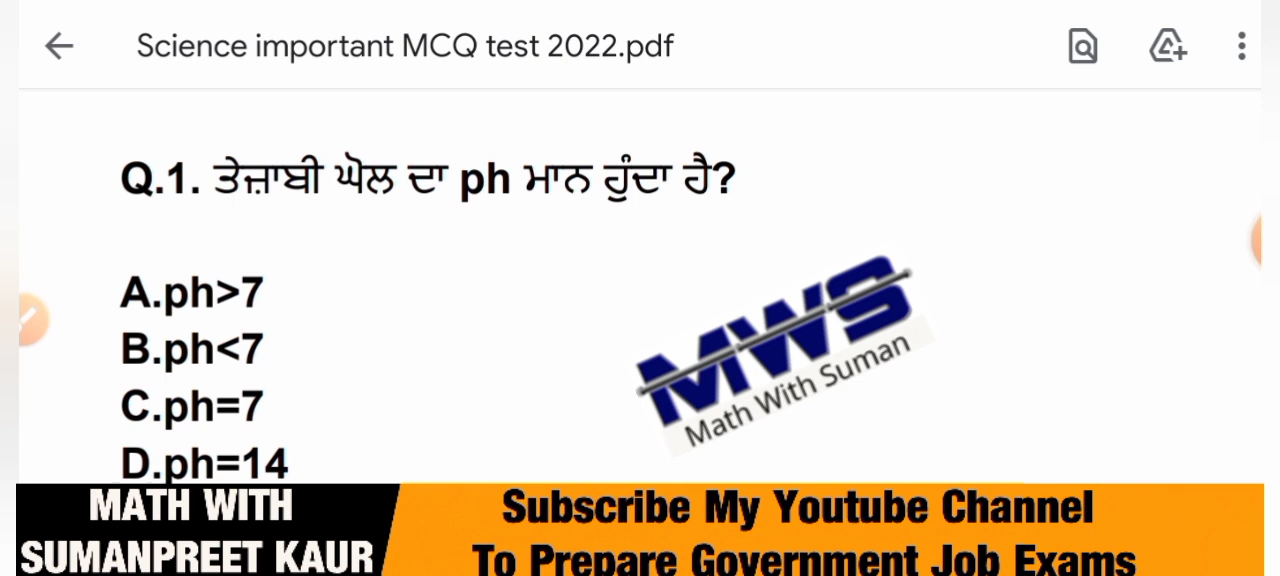 Science important MCQ test 2022.pdf
Q.1. ਤੇਜ਼ਾਬੀ ਘੋਲ ਦਾ ph ਮਾਨ ਹੁੰਦਾ ਹੈ?
A.ph>7
B.ph<7
C.ph=7
D.ph=14
MWS
Math With Suman
MATH WITH
SUMANPREET KAUR
Subscribe My Youtube Channel
To Prepare Government Job Exams